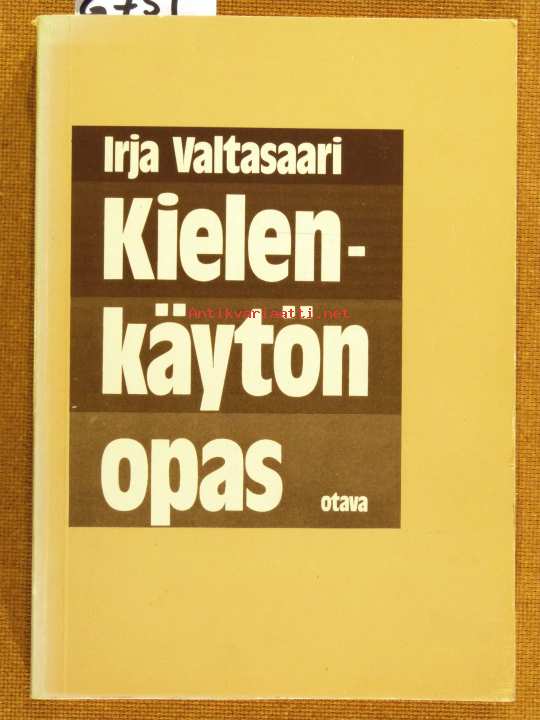 Irja Valtasaari
Kielen-
Antikvariaatti.net
käytön
opas
otava